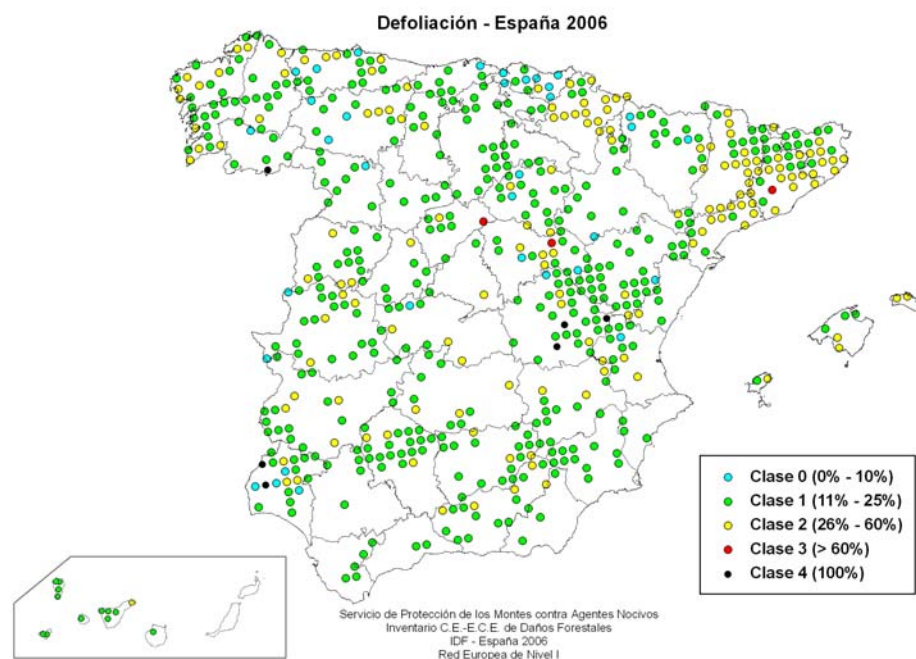 Defoliación - España 2006
Clase 0 (0% - 10%)
Clase 1 (11% - 25%)
Clase 2 (26% - 60%)
Clase 3 (> 60%)
Clase 4 (100%)
Servicio de Protección de los Montes contra Agentes Nocivos
Inventario C.E.-E.C.E. de Daños Forestales
IDF - España 2006
Red Europea de Nivel I